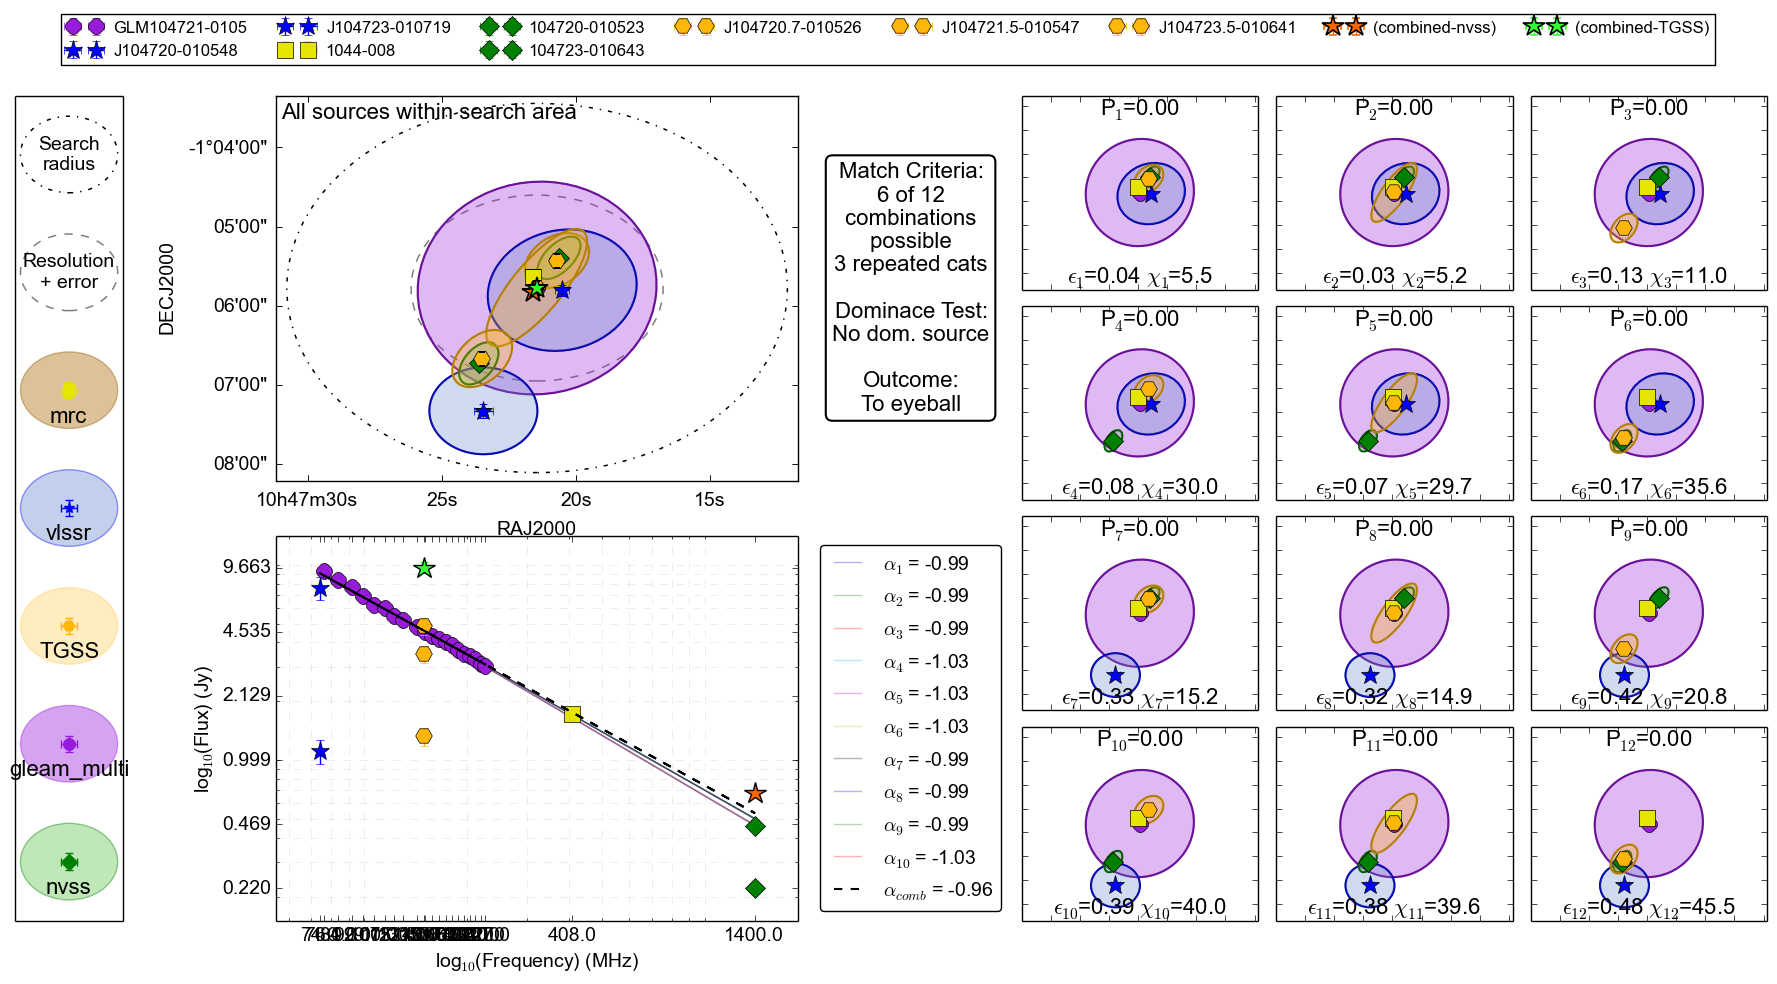 GLM104721-0105
J104723-010719
104720-010523
J104720.7-010526
J104721.5-010547
J104723.5-010641
(combined-nvss)
(combined-TGSS)
J104720-010548
1044-008
104723-010643
Search
radius
Resolution
+ error
mrc
vlssr
TGSS
gleam_multi
nvss
All sources within search area
DECJ2000
-1°04'00"
05'00"
06'00"
07'00"
08'00"
10h47m30s
25s
20s
15s
RAJ2000
Match Criteria:
6 of 12
combinations
possible
3 repeated cats
Dominace Test:
No dom. source
Outcome:
To eyeball
log₁₀(Flux) (Jy)
9.663
4.535
2.129
0.999
0.469
0.220
408.0
1400.0
log₁₀(Frequency) (MHz)
α₁ = -0.99
α₂ = -0.99
α₃ = -0.99
α₄ = -1.03
α₅ = -1.03
α₆ = -1.03
α₇ = -0.99
α₈ = -0.99
α₉ = -0.99
α₁₀ = -1.03
α_comb = -0.96
P₁=0.00
ϵ₁=0.04 χ₁=5.5
P₂=0.00
ϵ₂=0.03 χ₂=5.2
P₃=0.00
ϵ₃=0.13 χ₃=11.0
P₄=0.00
ϵ₄=0.08 χ₄=30.0
P₅=0.00
ϵ₅=0.07 χ₅=29.7
P₆=0.00
ϵ₆=0.17 χ₆=35.6
P₇=0.00
ϵ₇=0.33 χ₇=15.2
P₈=0.00
ϵ₈=0.32 χ₈=14.9
P₉=0.00
ϵ₉=0.42 χ₉=20.8
P₁₀=0.00
ϵ₁₀=0.39 χ₁₀=40.0
P₁₁=0.00
ϵ₁₁=0.38 χ₁₁=39.6
P₁₂=0.00
ϵ₁₂=0.48 χ₁₂=45.5